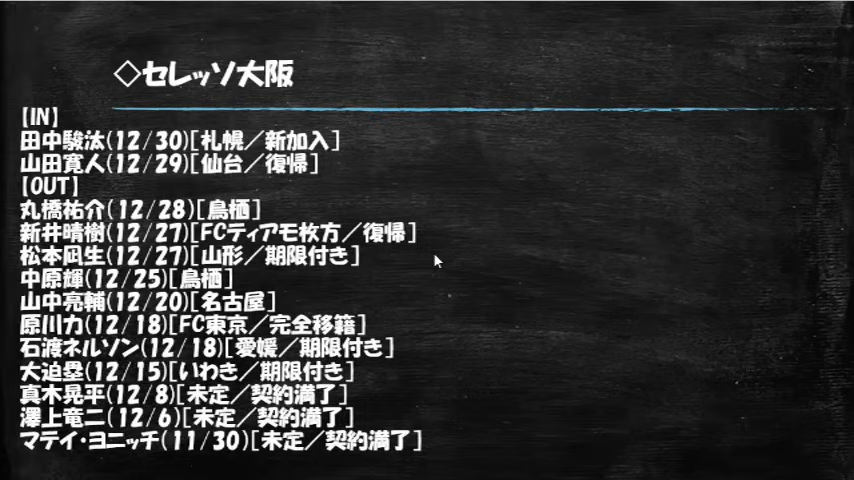 ◇セレッソ大阪
【IN】
田中駿汰(12/30)[札幌／新加入]
山田寛人(12/29)[仙台／復帰]
【OUT】
丸橋祐介(12/28)[鳥栖]
新井晴樹(12/27)[FCティアモ枚方／復帰]
松本凪生(12/27)[山形／期限付き]
中原輝(12/25)[鳥栖]
山中亮輔(12/20)[名古屋]
原川力(12/18)[FC東京／完全移籍]
石渡ネルソン(12/18)[愛媛／期限付き]
大迫塁(12/15)[いわき／期限付き]
真木晃平(12/8)[未定／契約満了]
澤上竜二(12/6)[未定／契約満了]
マテイ・ヨニッチ(11/30)[未定／契約満了]